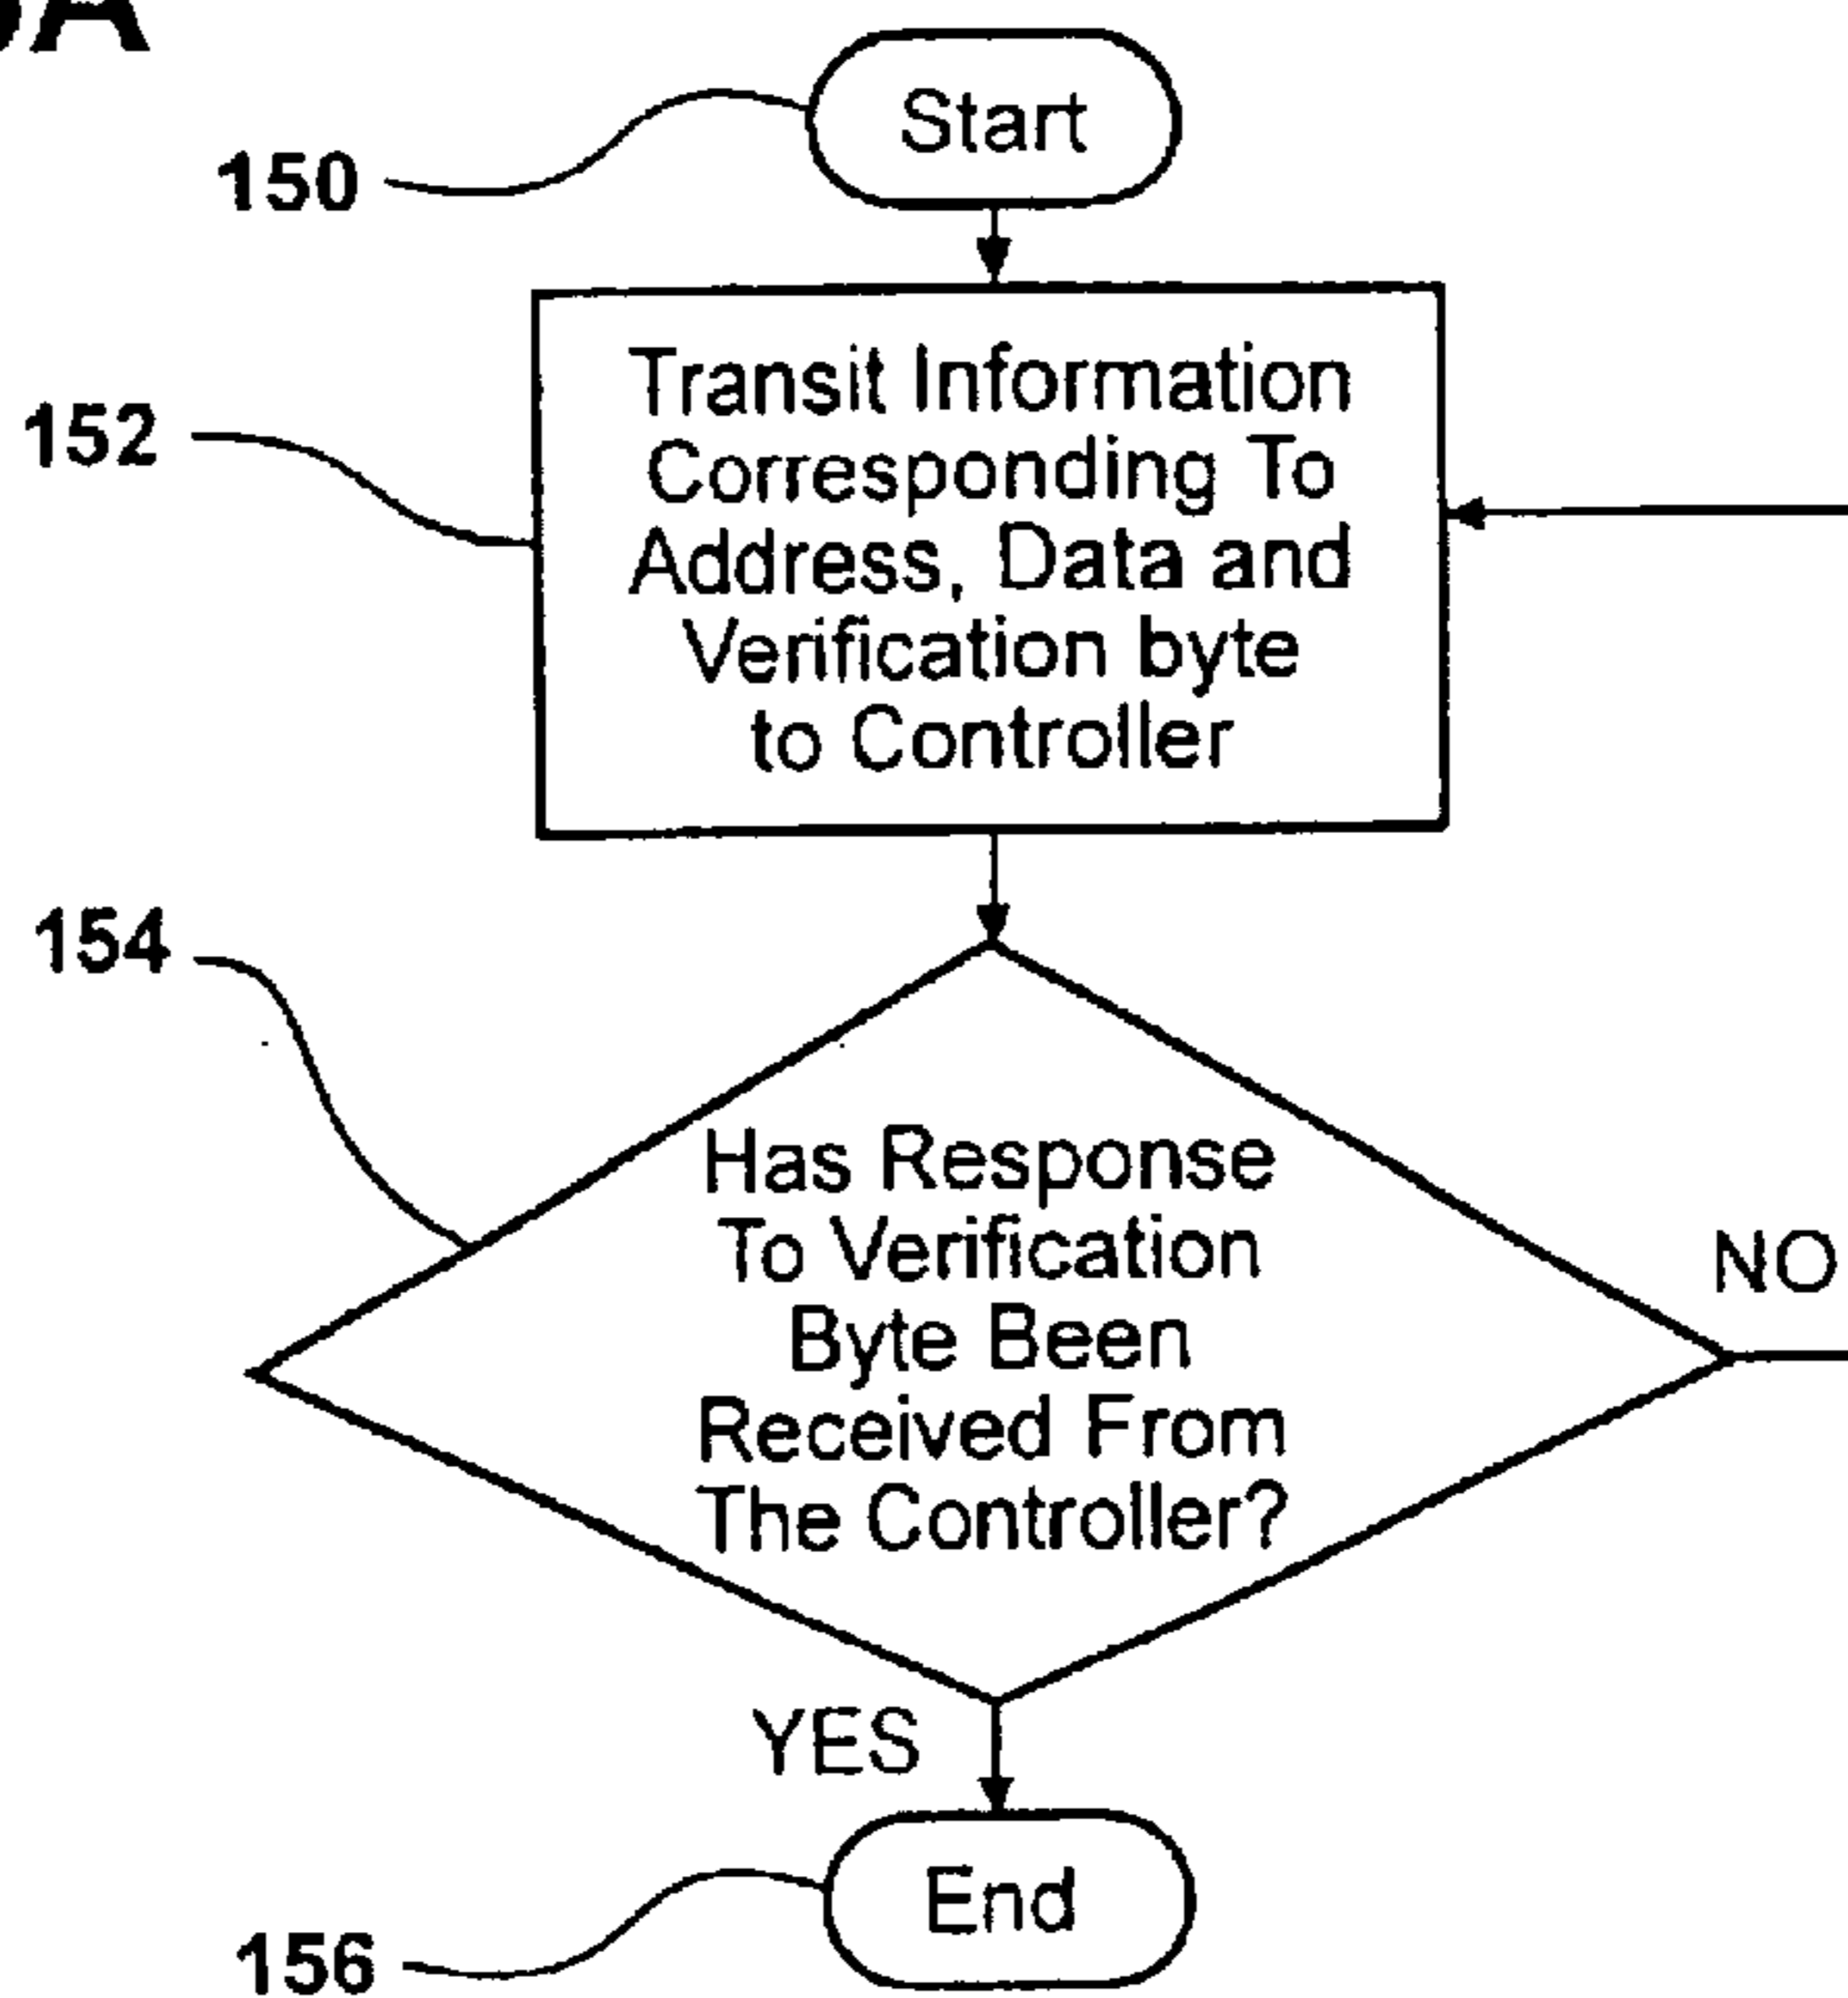 A
Start
150
Transit Information
Corresponding To
Address, Data and
Verification byte
to Controller
152
154
Has Response
To Verification
Byte Been
Received From
The Controller?
NO
YES
End
156